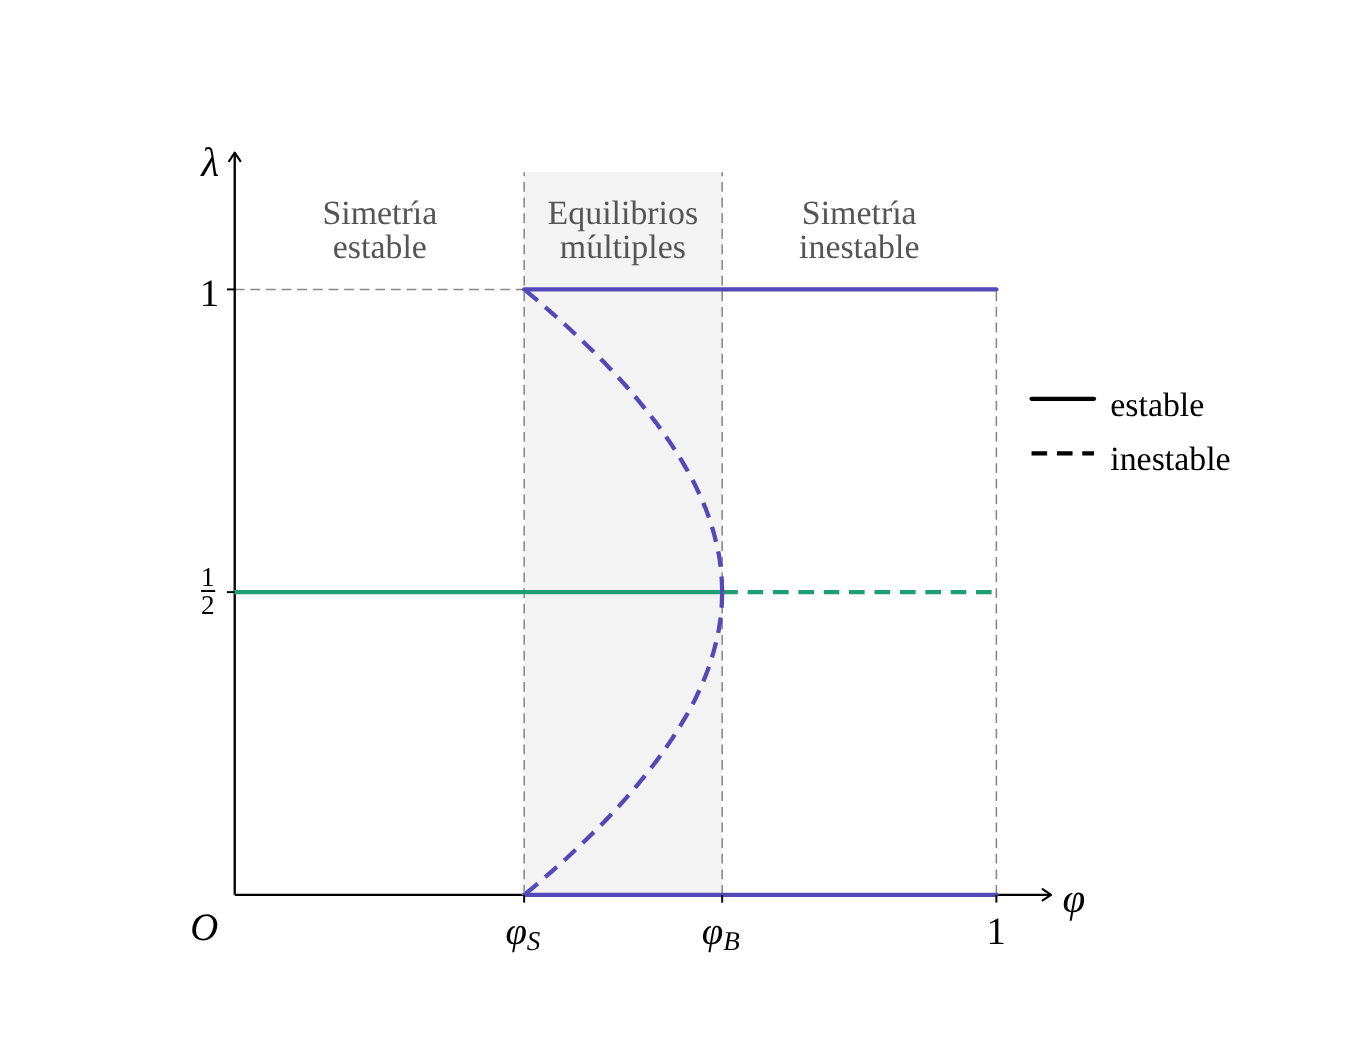 λ
Simetría
estable
Equilibrios
múltiples
Simetría
inestable
1
estable
inestable
1
2
O
φS
φB
1
φ